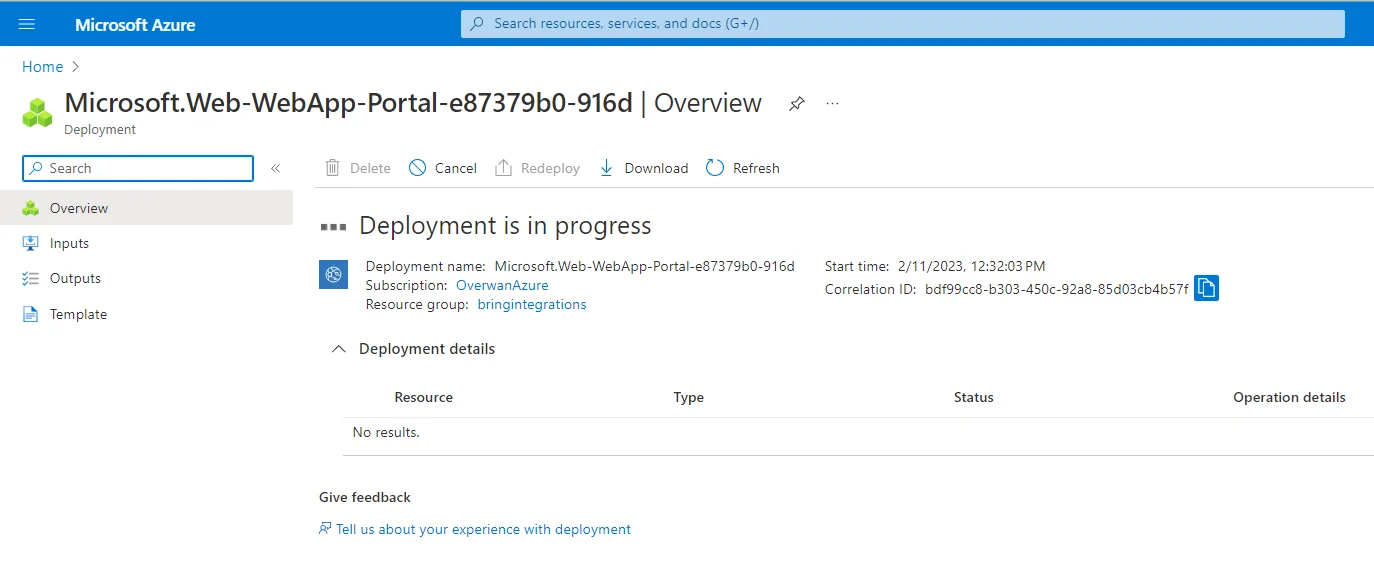 Microsoft Azure
Search resources, services, and docs (G+/)
Home
Microsoft.Web-WebApp-Portal-e87379b0-916d | Overview
Deployment
Search
Delete
Cancel
Redeploy
Download
Refresh
Overview
Inputs
Outputs
Template
Deployment is in progress
Deployment name: Microsoft.Web-WebApp-Portal-e87379b0-916d
Subscription: OverwanAzure
Resource group: bringintegrations
Start time: 2/11/2023, 12:32:03 PM
Correlation ID: bdf99cc8-b303-450c-92a8-85d03cb4b57f
Deployment details
Resource Type Status Operation details
No results.
Give feedback
Tell us about your experience with deployment